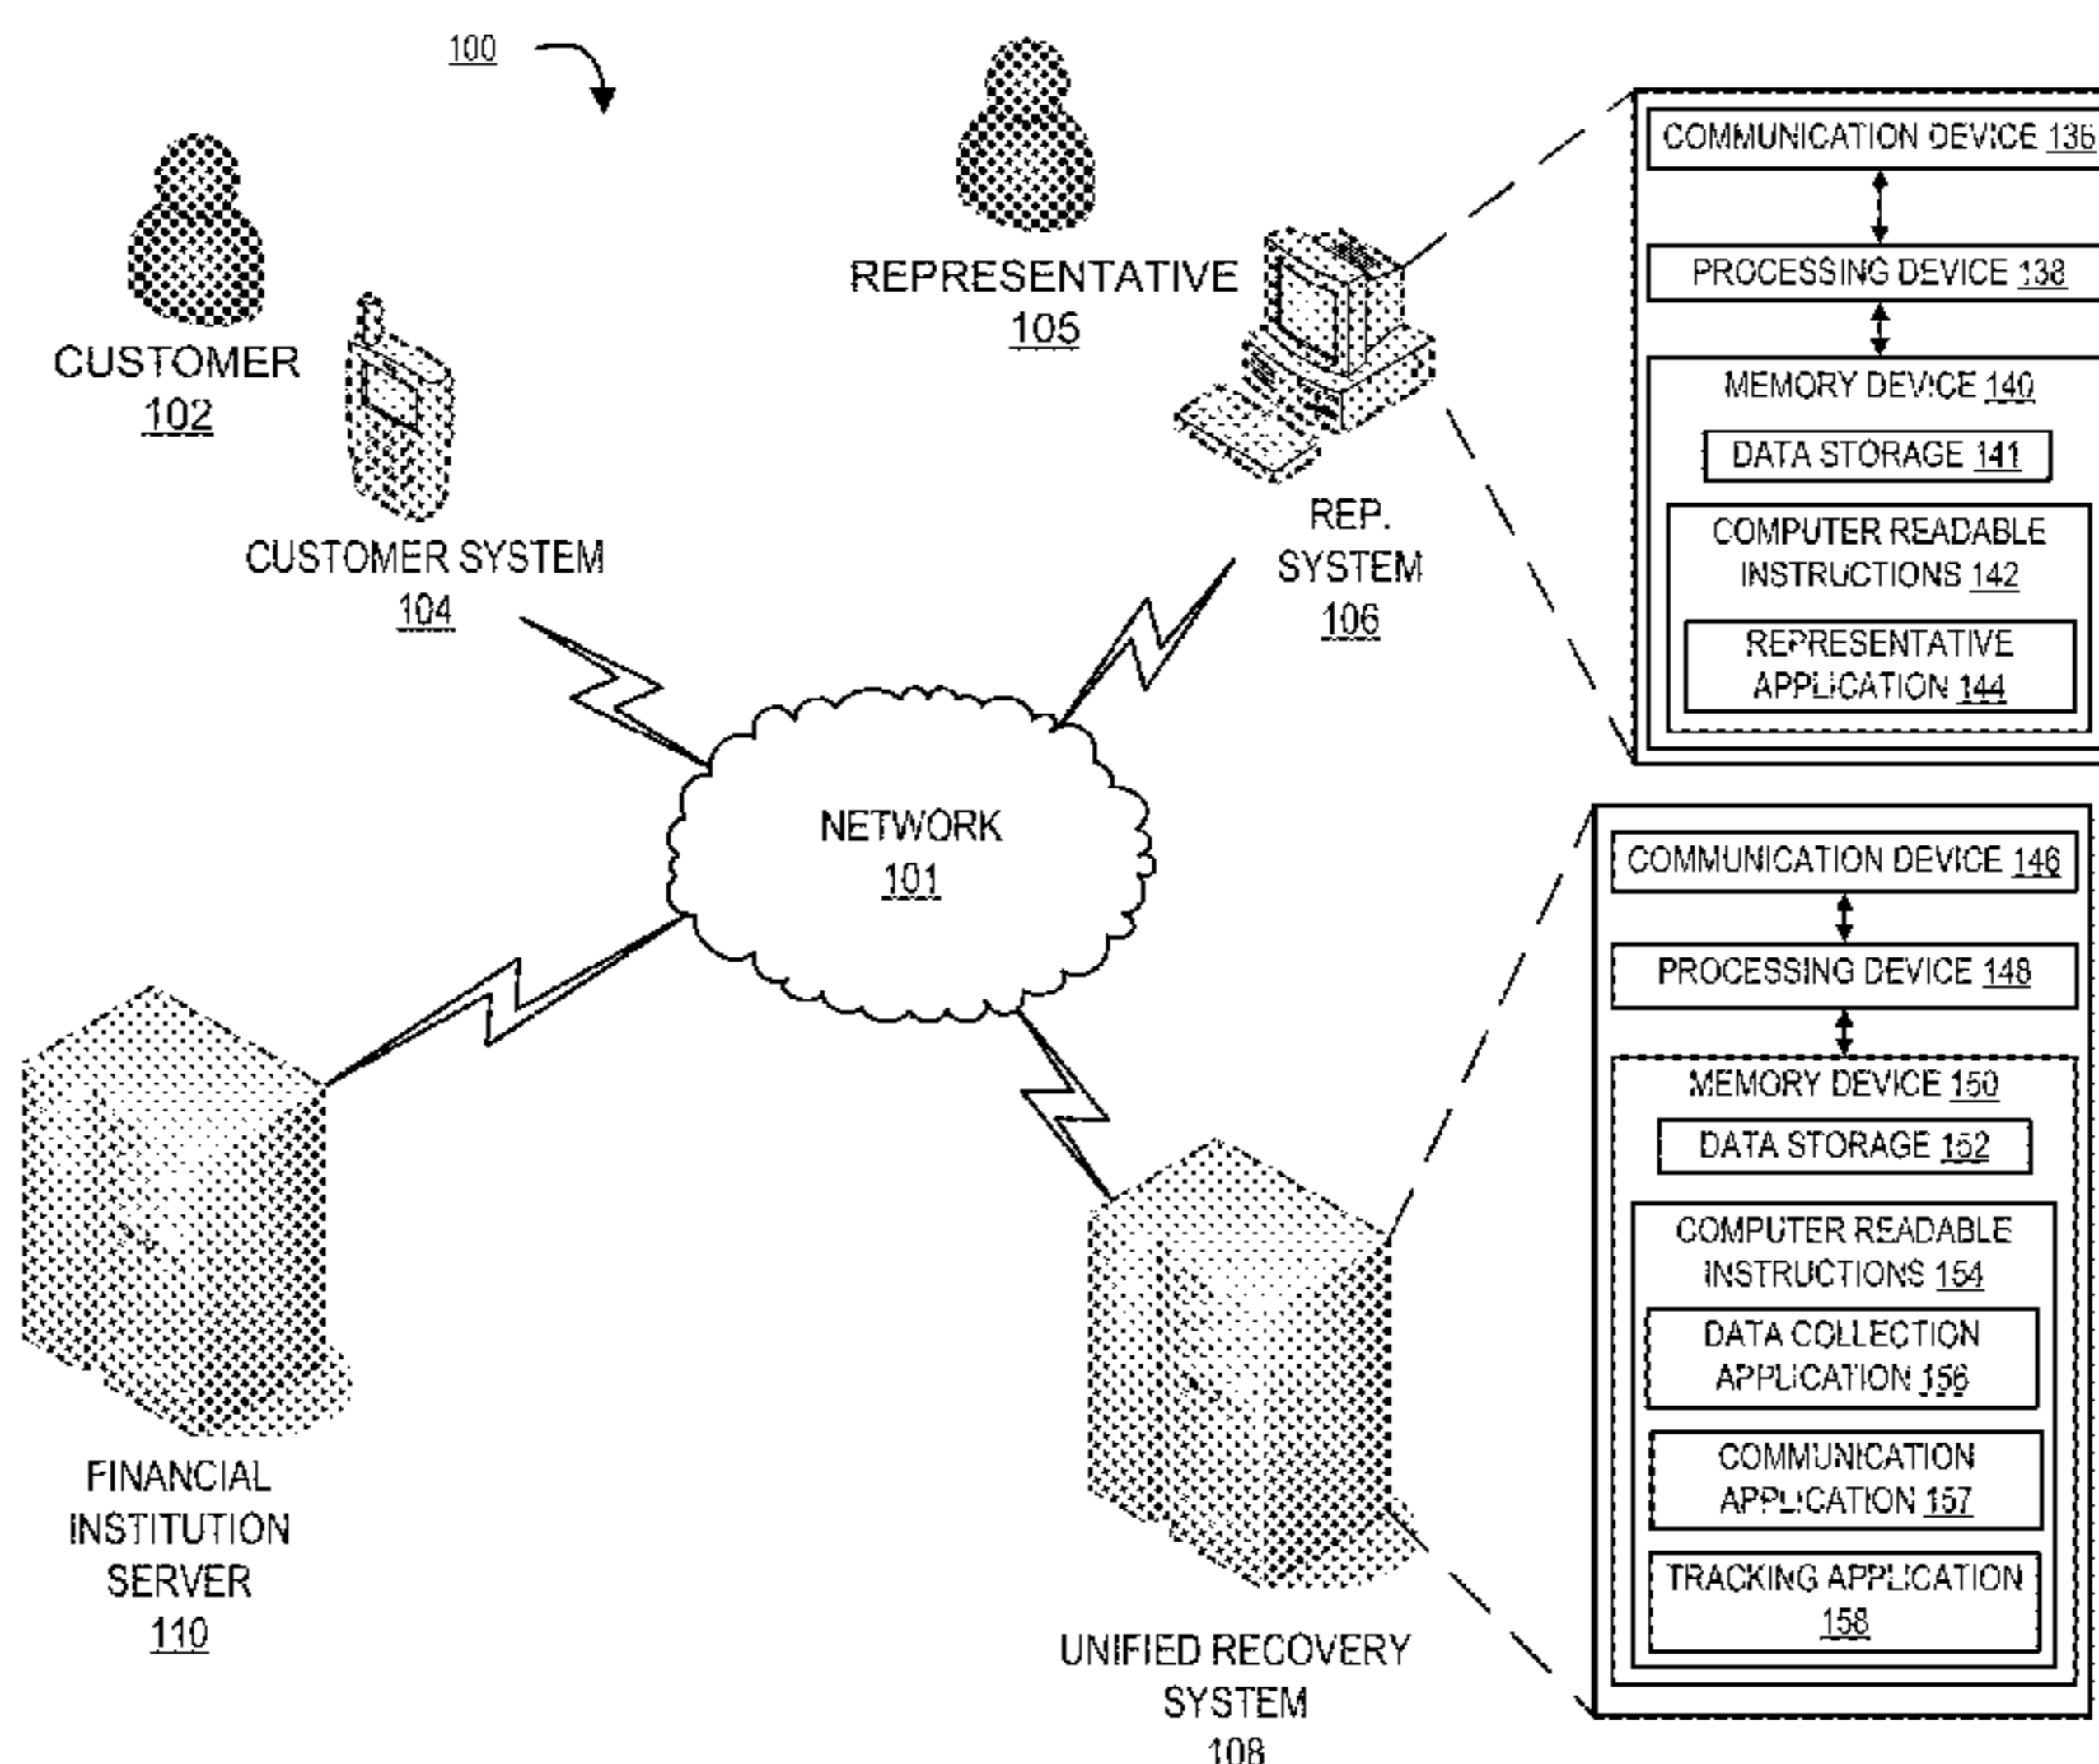 100
CUSTOMER
102
CUSTOMER SYSTEM
104
REPRESENTATIVE
105
REP.
SYSTEM
106
NETWORK
101
FINANCIAL
INSTITUTION
SERVER
110
UNIFIED RECOVERY
SYSTEM
108
COMMUNICATION DEVICE 136
PROCESSING DEVICE 138
MEMORY DEVICE 140
DATA STORAGE 141
COMPUTER READABLE
INSTRUCTIONS 142
REPRESENTATIVE
APPLICATION 144
COMMUNICATION DEVICE 146
PROCESSING DEVICE 148
MEMORY DEVICE 150
DATA STORAGE 152
COMPUTER READABLE
INSTRUCTIONS 154
DATA COLLECTION
APPLICATION 156
COMMUNICATION
APPLICATION 157
TRACKING APPLICATION
158